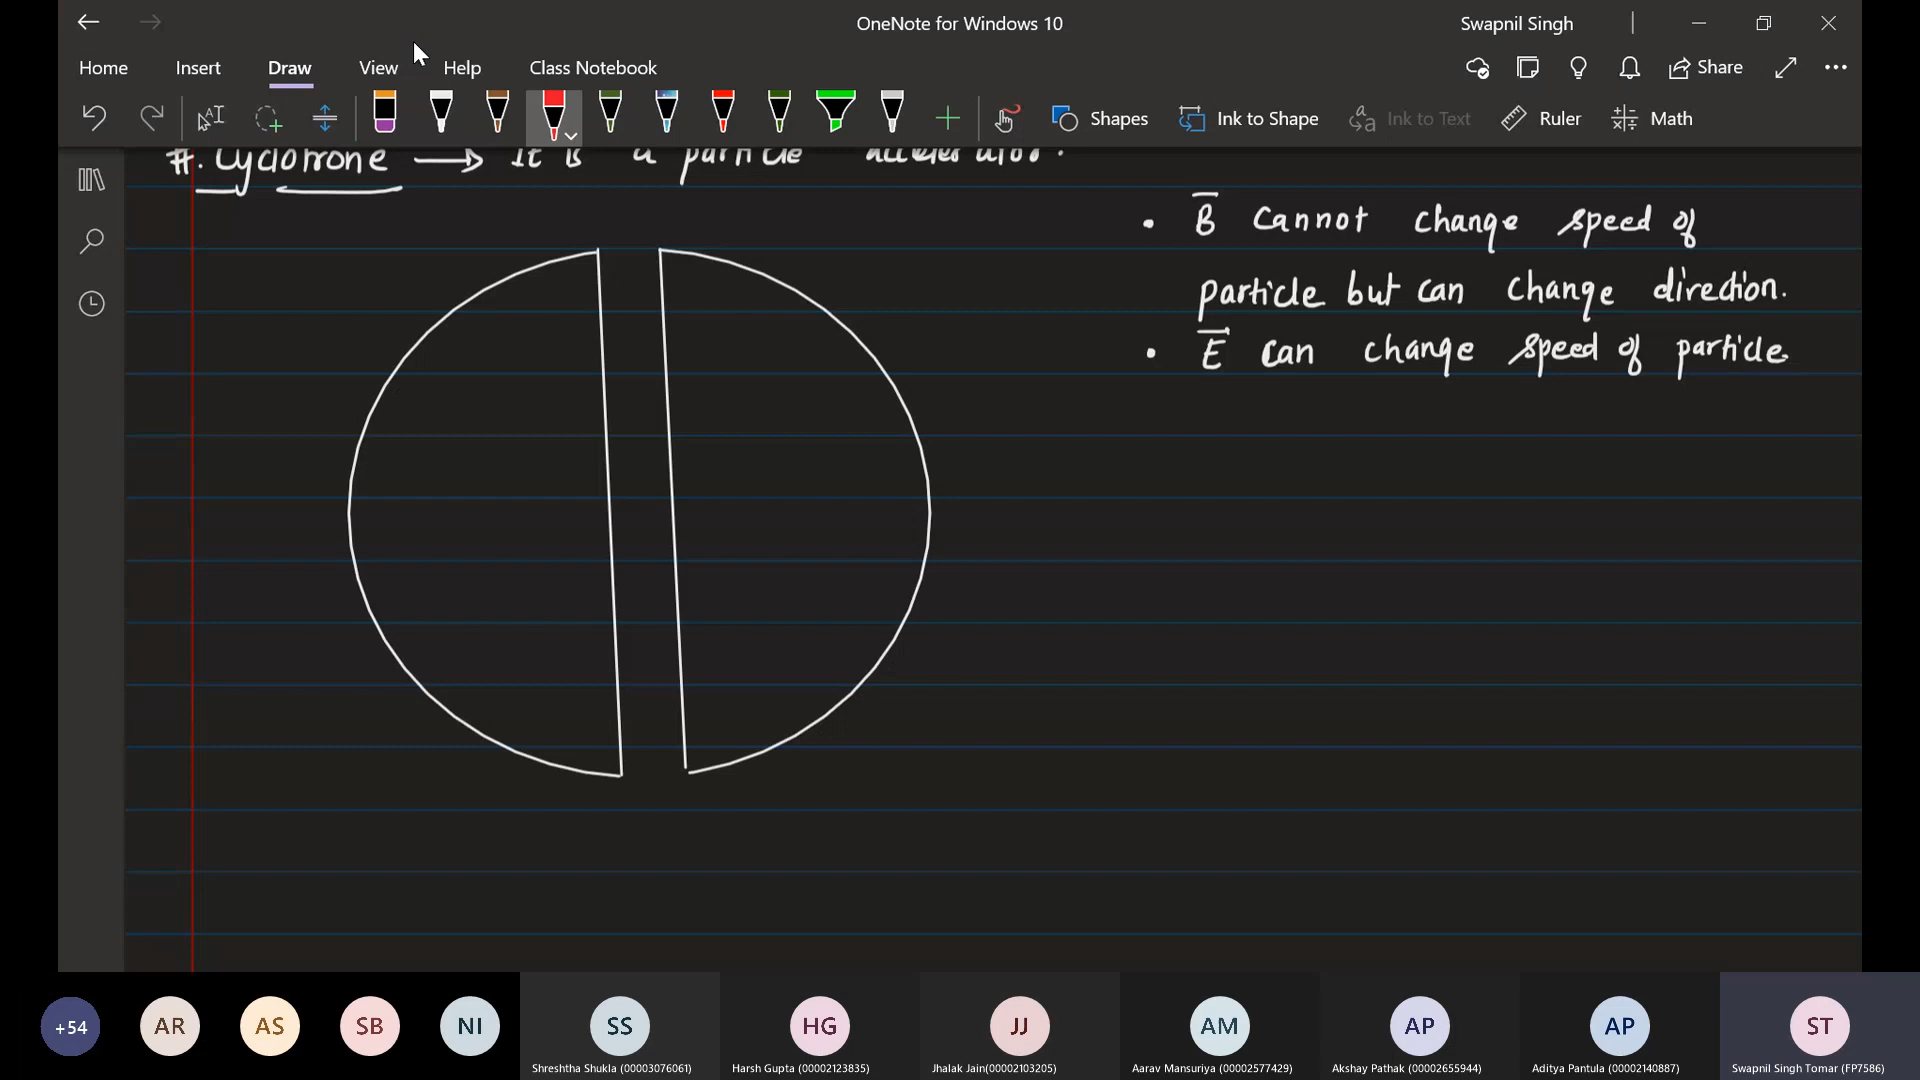 OneNote for Windows 10
Swapnil Singh
Home Insert Draw View Help Class Notebook
Share
Shapes Ink to Shape Ink to Text Ruler Math
#. Cyclotrone → It is a particle accelerator.
• B Cannot change speed of
particle but can change direction.
• E Can change speed of particle.
+54 AR AS SB NI SS HG JJ AM AP AP ST
Shreshtha Shukla (00003076061) Harsh Gupta (00002123835) Jhalak Jain(00002103205) Aarav Mansuriya (00002577429) Akshay Pathak (00002655944) Aditya Pantula (00002140887) Swapnil Singh Tomar (FP7586)